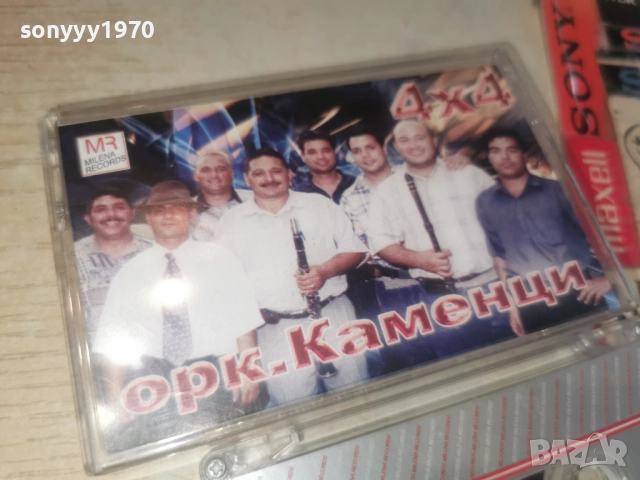 sonyyy1970
4x4
MR
MILENA
RECORDS
орк.Каменци
SONY
maxell
BAZAR